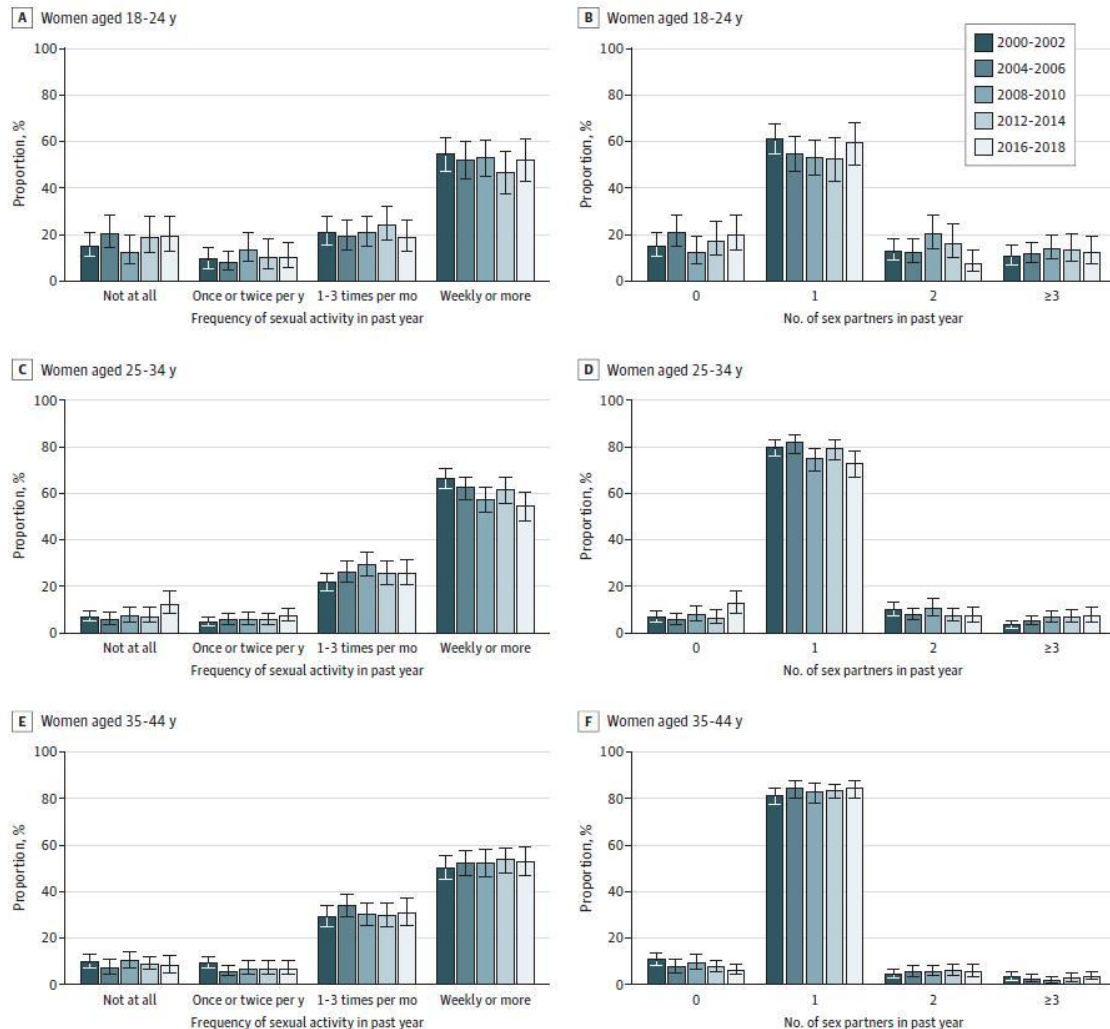 A Women aged 18-24 y
100
80
60
40
20
0
Proportion, %
Not at all Once or twice per y 1-3 times per mo Weekly or more
Frequency of sexual activity in past year
B Women aged 18-24 y
2000-2002
2004-2006
2008-2010
2012-2014
2016-2018
100
80
60
40
20
0
Proportion, %
0 1 2 ≥3
No. of sex partners in past year
C Women aged 25-34 y
100
80
60
40
20
0
Proportion, %
Not at all Once or twice per y 1-3 times per mo Weekly or more
Frequency of sexual activity in past year
D Women aged 25-34 y
100
80
60
40
20
0
Proportion, %
0 1 2 ≥3
No. of sex partners in past year
E Women aged 35-44 y
100
80
60
40
20
0
Proportion, %
Not at all Once or twice per y 1-3 times per mo Weekly or more
Frequency of sexual activity in past year
F Women aged 35-44 y
100
80
60
40
20
0
Proportion, %
0 1 2 ≥3
No. of sex partners in past year